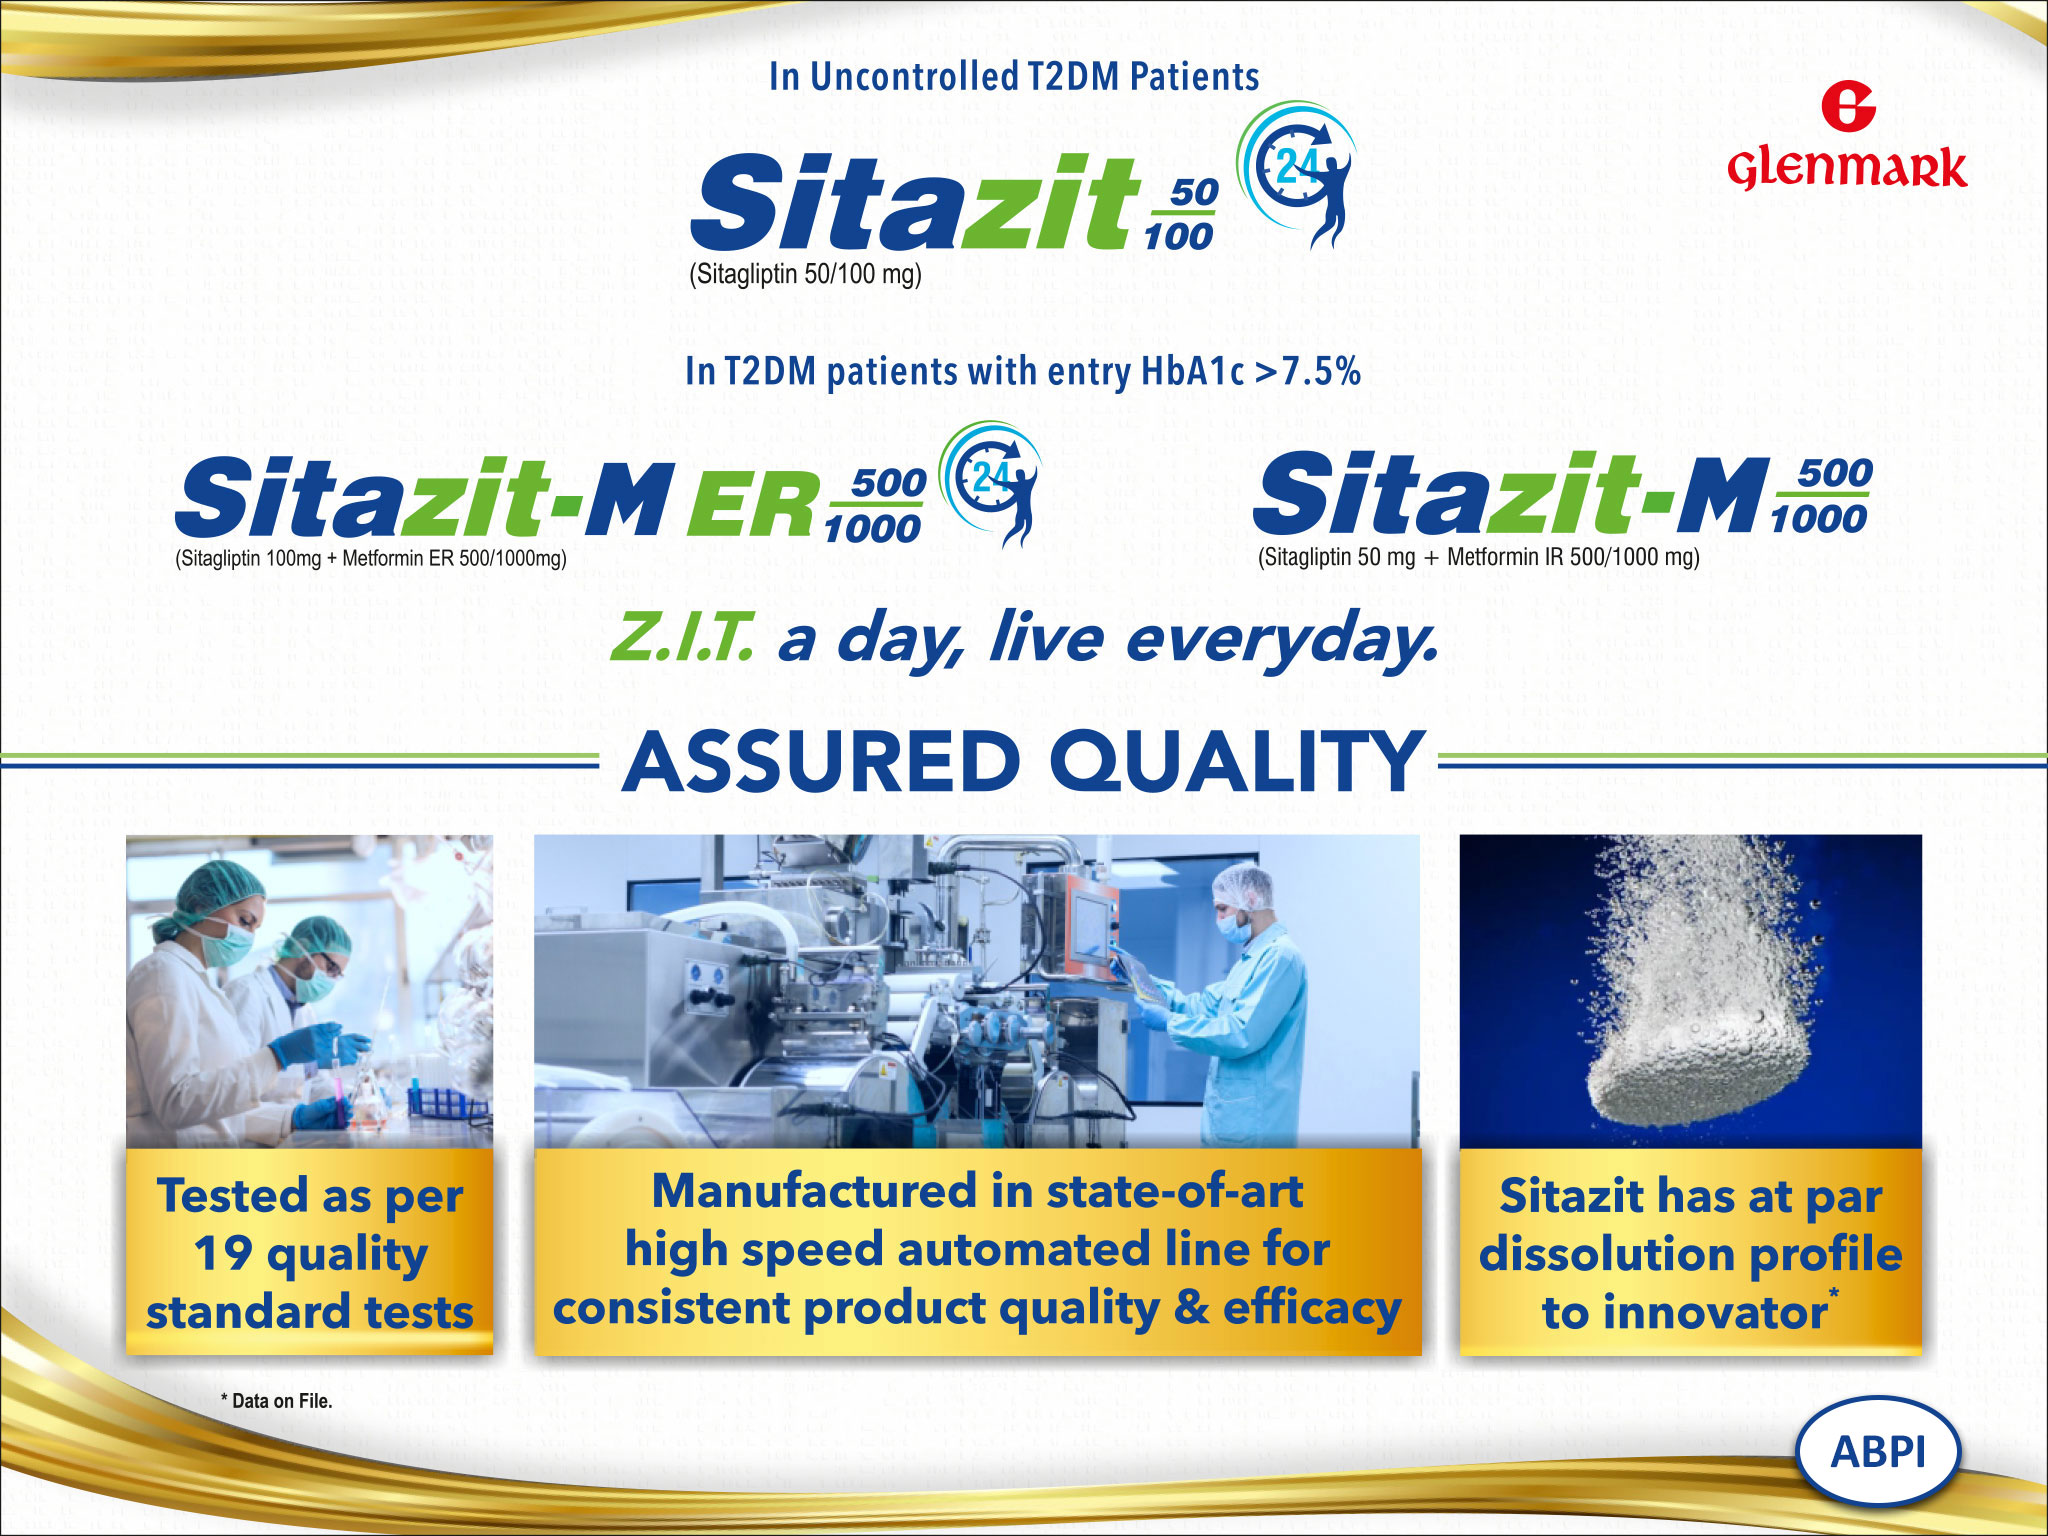 In Uncontrolled T2DM Patients
Sitazit 50/100
24
(Sitagliptin 50/100 mg)
Glenmark
In T2DM patients with entry HbA1c >7.5%
Sitazit-M ER 500/1000
24
(Sitagliptin 100mg + Metformin ER 500/1000mg)
Sitazit-M 500/1000
(Sitagliptin 50 mg + Metformin IR 500/1000 mg)
Z.I.T. a day, live everyday.
ASSURED QUALITY
Tested as per
19 quality
standard tests
Manufactured in state-of-art
high speed automated line for
consistent product quality & efficacy
Sitazit has at par
dissolution profile
to innovator*
* Data on File.
ABPI